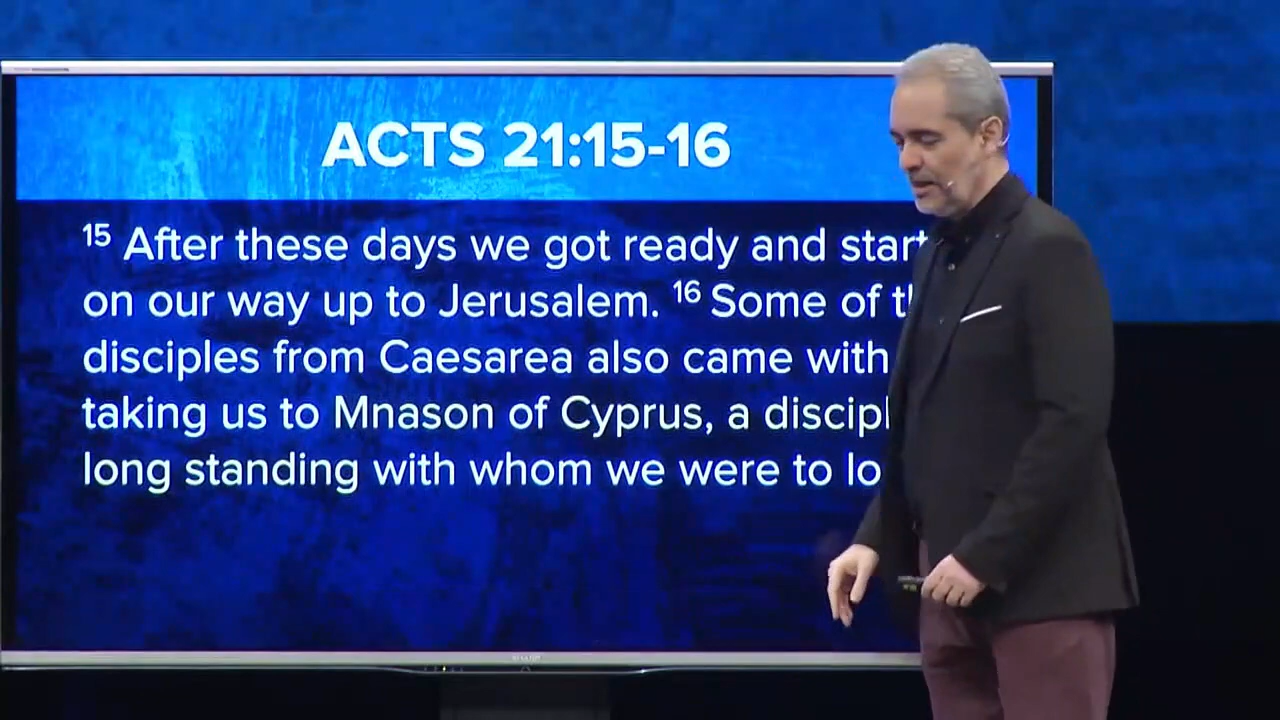 ACTS 21:15-16
15 After these days we got ready and start
on our way up to Jerusalem. 16 Some of
disciples from Caesarea also came with
taking us to Mnason of Cyprus, a
long standing with whom we were to